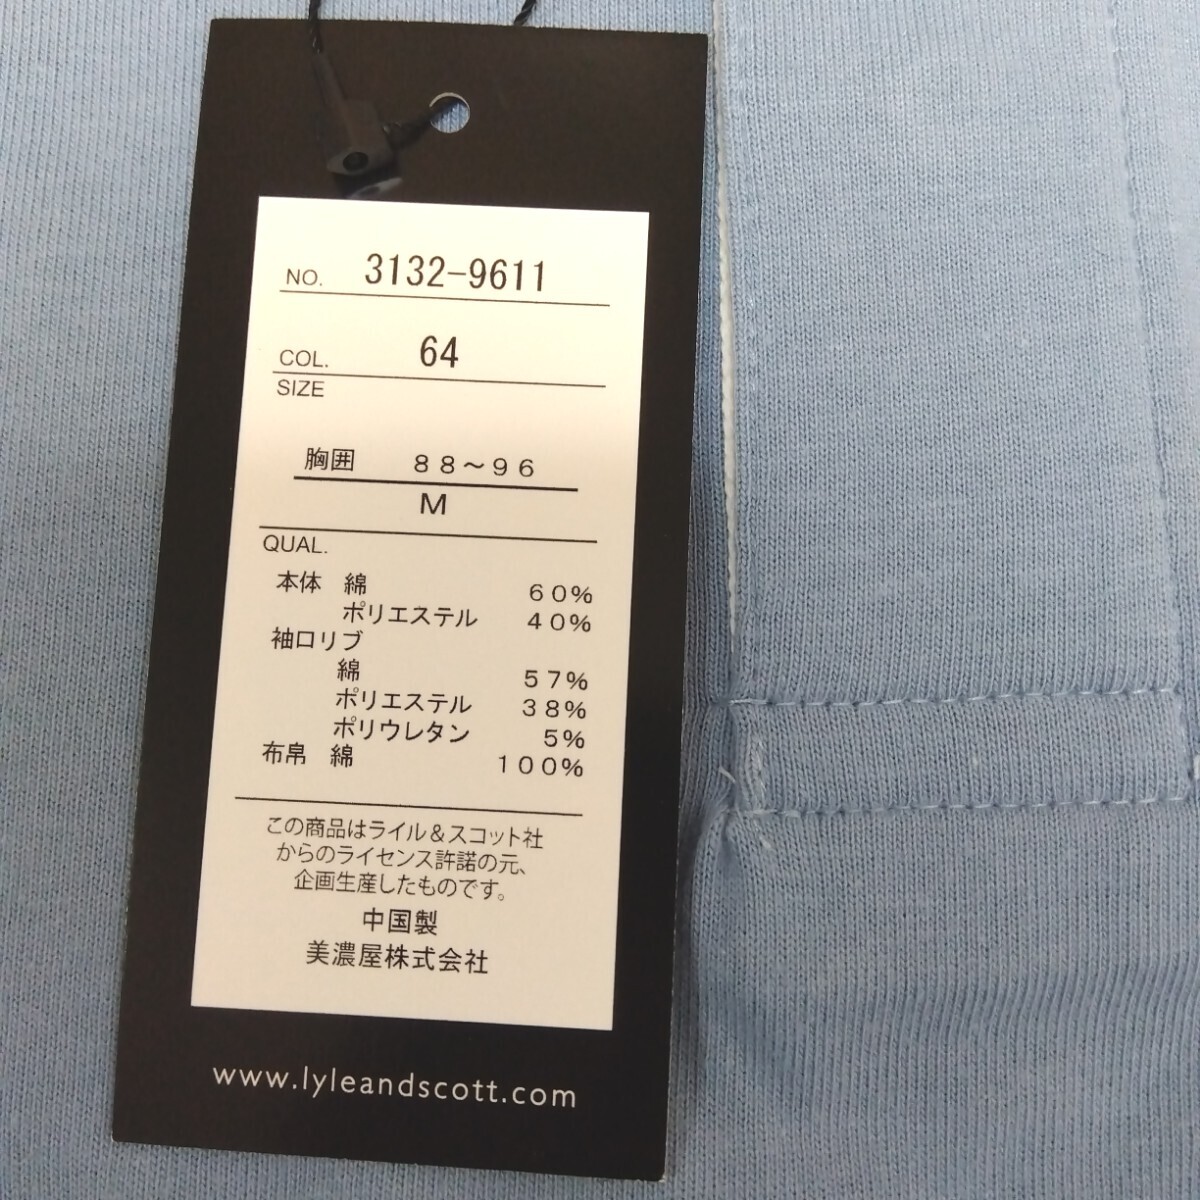 NO. 3132-9611
COL. 64
SIZE
胸囲 88~96
M
QUAL.
本体 綿 60%
ポリエステル 40%
袖口リブ
綿 57%
ポリエステル 38%
ポリウレタン 5%
布帛 綿 100%
この商品はライル&スコット社
からのライセンス許諾の元、
企画生産したものです。
中国製
美濃屋株式会社
www.lyleandscott.com